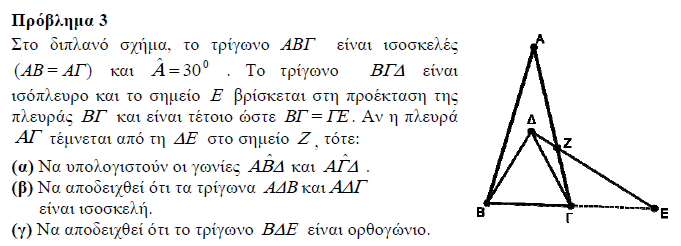 Πρόβλημα 3
Στο διπλανό σχήμα, το τρίγωνο ΑΒΓ είναι ισοσκελές
(ΑΒ = ΑΓ) και Â = 30⁰ . Το τρίγωνο ΒΓΔ είναι
ισόπλευρο και το σημείο Ε βρίσκεται στη προέκταση της
πλευράς ΒΓ και είναι τέτοιο ώστε ΒΓ = ΓΕ. Αν η πλευρά
ΑΓ τέμνεται από τη ΔΕ στο σημείο Ζ, τότε:
(α) Να υπολογιστούν οι γωνίες ΑΒ̂Δ και ΑΓ̂Δ .
(β) Να αποδειχθεί ότι τα τρίγωνα ΑΔΒ και ΑΔΓ
είναι ισοσκελή.
(γ) Να αποδειχθεί ότι το τρίγωνο ΒΔΕ είναι ορθογώνιο.
Α
Δ
Ζ
Β
Γ
Ε